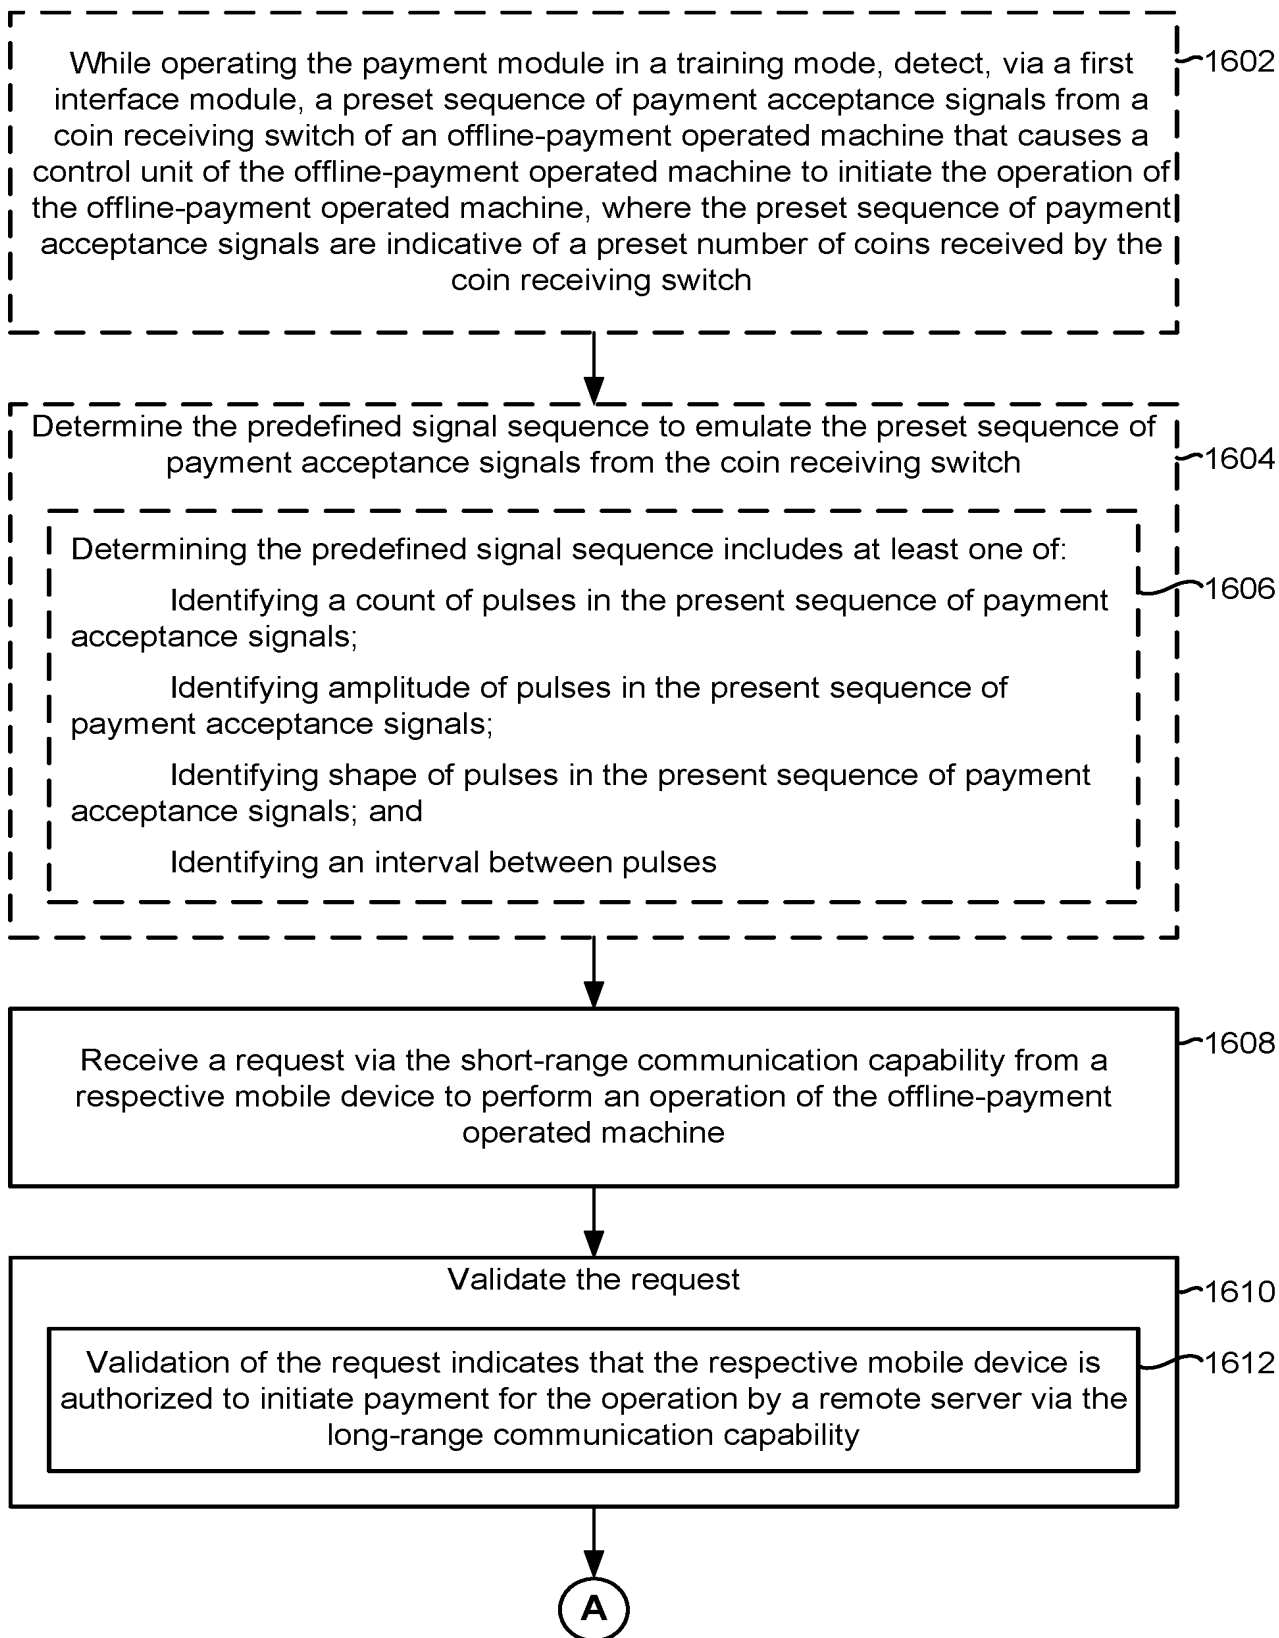 While operating the payment module in a training mode, detect, via a first
interface module, a preset sequence of payment acceptance signals from a
coin receiving switch of an offline-payment operated machine that causes a
control unit of the offline-payment operated machine to initiate the operation of
the offline-payment operated machine, where the preset sequence of payment
acceptance signals are indicative of a preset number of coins received by the
coin receiving switch
1602
Determine the predefined signal sequence to emulate the preset sequence of
payment acceptance signals from the coin receiving switch
1604
Determining the predefined signal sequence includes at least one of:
Identifying a count of pulses in the present sequence of payment
acceptance signals;
Identifying amplitude of pulses in the present sequence of
payment acceptance signals;
Identifying shape of pulses in the present sequence of payment
acceptance signals; and
Identifying an interval between pulses
1606
Receive a request via the short-range communication capability from a
respective mobile device to perform an operation of the offline-payment
operated machine
1608
Validate the request
1610
Validation of the request indicates that the respective mobile device is
authorized to initiate payment for the operation by a remote server via the
long-range communication capability
1612
A